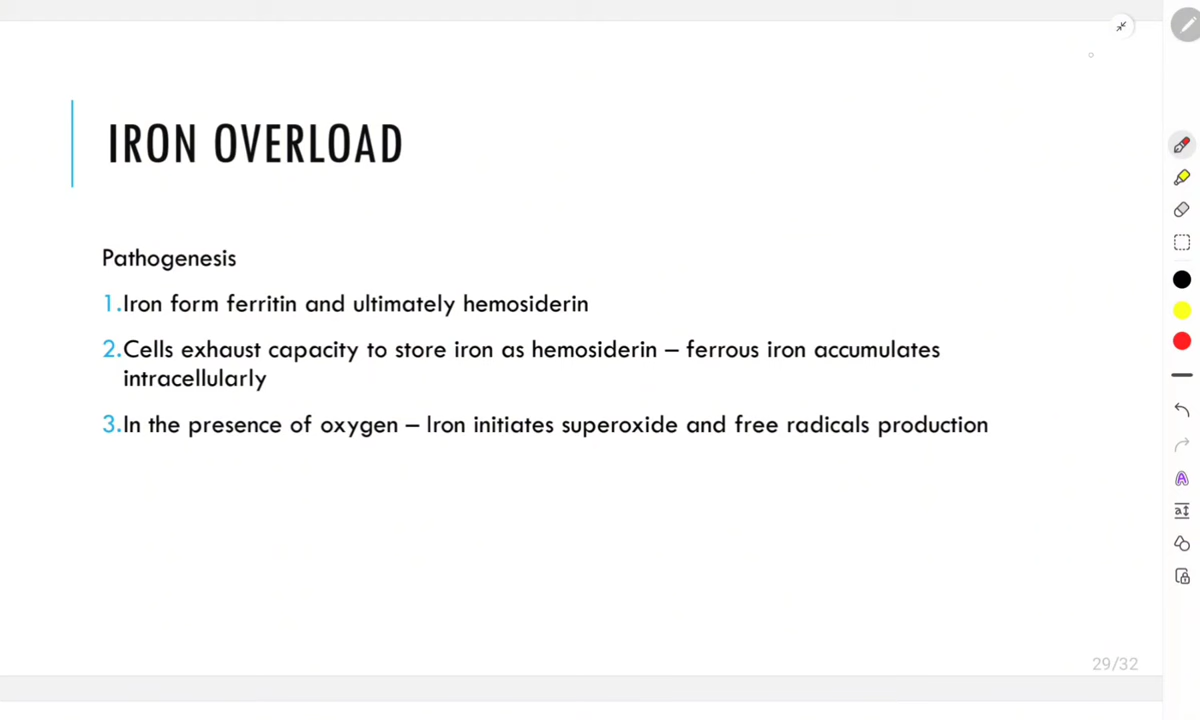 IRON OVERLOAD
Pathogenesis
1.Iron form ferritin and ultimately hemosiderin
2.Cells exhaust capacity to store iron as hemosiderin – ferrous iron accumulates
intracellularly
3.In the presence of oxygen – Iron initiates superoxide and free radicals production
29/32